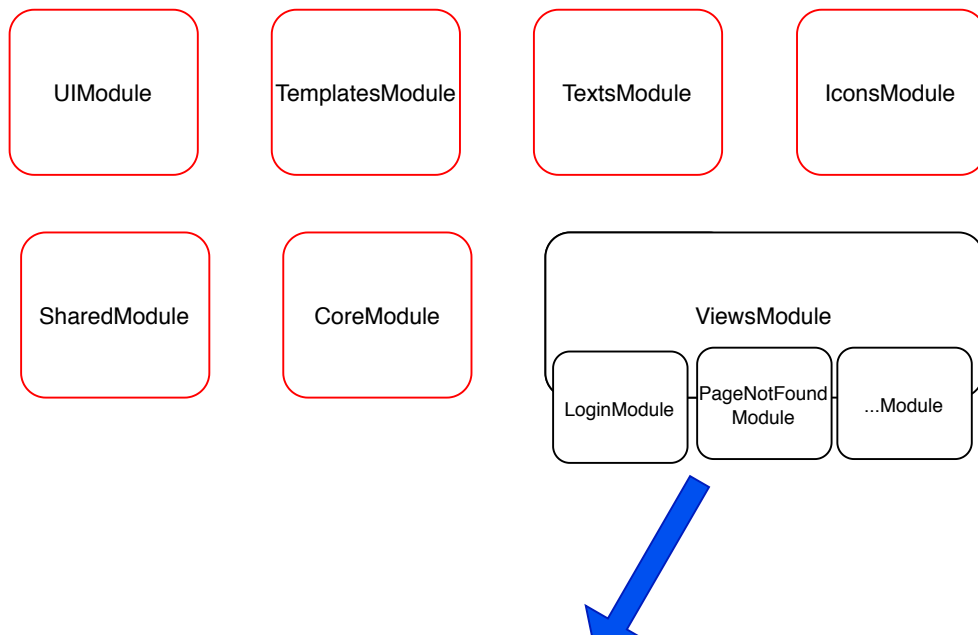 UIModule
TemplatesModule
TextsModule
IconsModule
SharedModule
CoreModule
ViewsModule
LoginModule
PageNotFound
Module
...Module